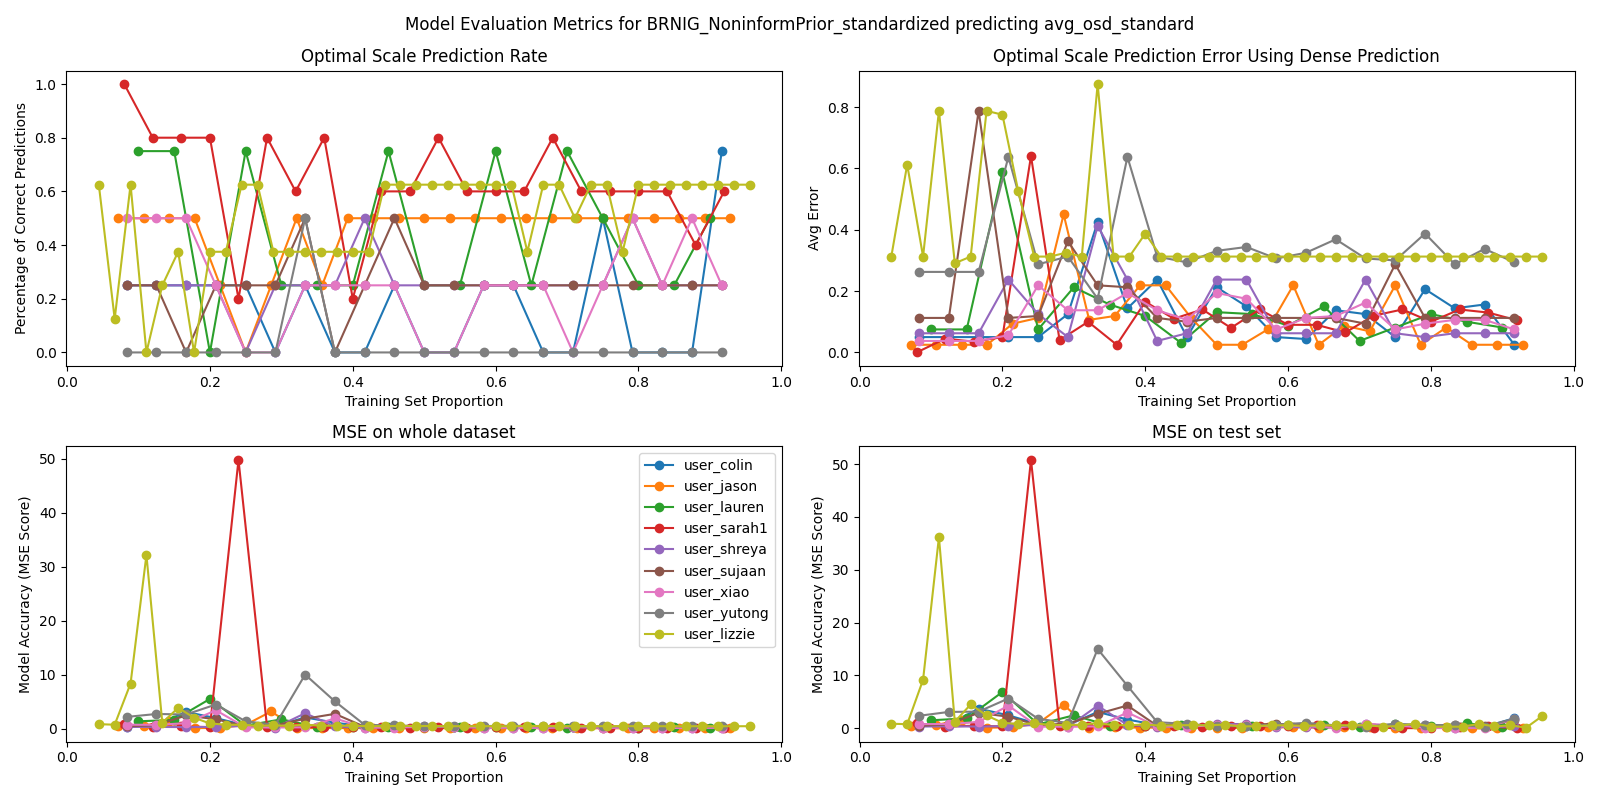 Model Evaluation Metrics for BRNIG_NoninformPrior_standardized predicting avg_osd_standard
Optimal Scale Prediction Rate
Percentage of Correct Predictions
1.0
0.8
0.6
0.4
0.2
0.0
0.0 0.2 0.4 0.6 0.8 1.0
Training Set Proportion
Optimal Scale Prediction Error Using Dense Prediction
Avg Error
0.8
0.6
0.4
0.2
0.0
0.0 0.2 0.4 0.6 0.8 1.0
Training Set Proportion
MSE on whole dataset
Model Accuracy (MSE Score)
50
40
30
20
10
0
0.0 0.2 0.4 0.6 0.8 1.0
Training Set Proportion
user_colin
user_jason
user_lauren
user_sarah1
user_shreya
user_sujaan
user_xiao
user_yutong
user_lizzie
MSE on test set
Model Accuracy (MSE Score)
50
40
30
20
10
0
0.0 0.2 0.4 0.6 0.8 1.0
Training Set Proportion